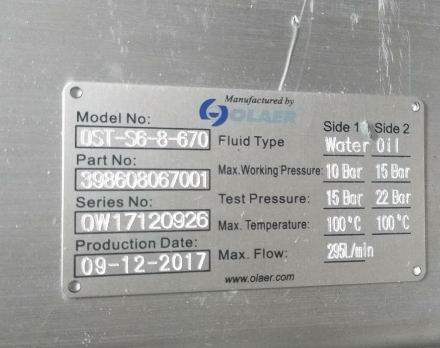 Manufactured by
OLAER
Model No:
OST-S6-8-670
Part No:
398608067001
Series No:
QW17120926
Production Date:
09-12-2017
Side 1 Side 2
Fluid Type Water Oil
Max.Working Pressure: 10 Bar 15 Bar
Test Pressure: 15 Bar 22 Bar
Max. Temperature: 100°C 100°C
Max. Flow: 295L/min
www.olaer.com